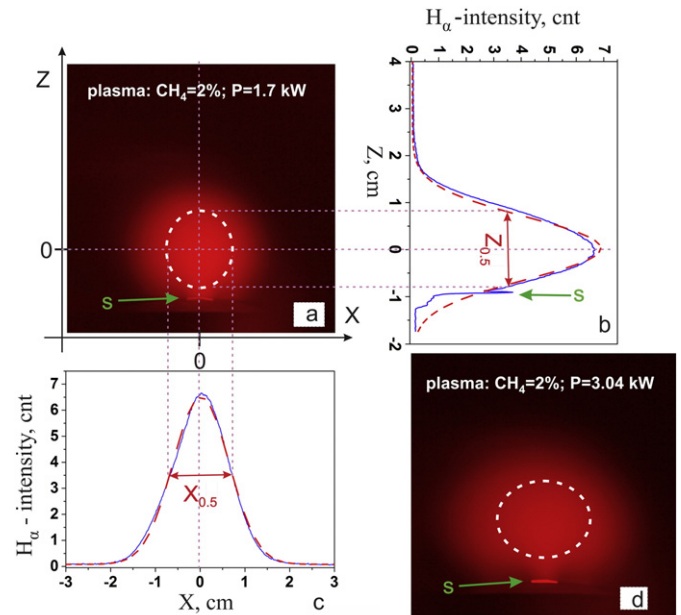 Hα-intensity, cnt
0 1 2 3 4 5 6 7
Z
plasma: CH4=2%; P=1.7 kW
0
S
a
X
0
4
3
2
1
0
-1
-2
Z, cm
Z0.5
S
b
7
6
5
4
3
2
1
0
Hα - intensity, cnt
X0.5
-3 -2 -1 0 1 2 3
X, cm
c
plasma: CH4=2%; P=3.04 kW
S
d